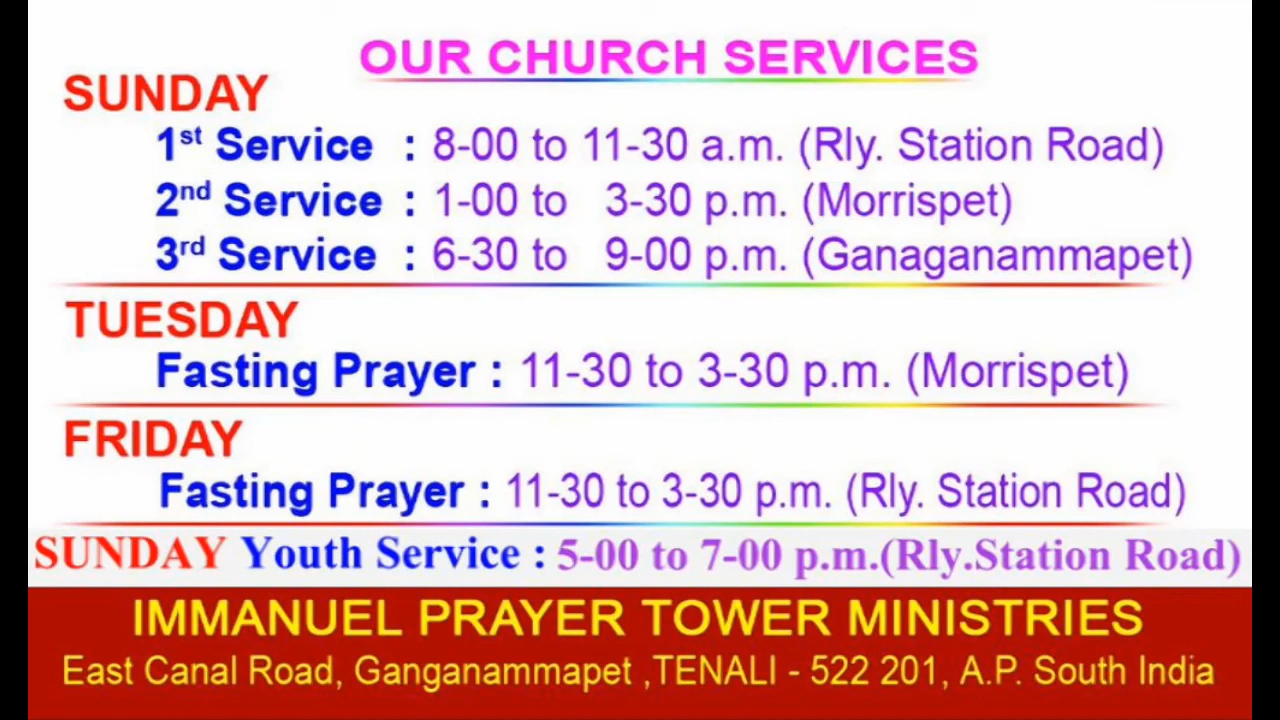 OUR CHURCH SERVICES
SUNDAY
1st Service : 8-00 to 11-30 a.m. (Rly. Station Road)
2nd Service : 1-00 to 3-30 p.m. (Morrispet)
3rd Service : 6-30 to 9-00 p.m. (Ganaganammapet)
TUESDAY
Fasting Prayer : 11-30 to 3-30 p.m. (Morrispet)
FRIDAY
Fasting Prayer : 11-30 to 3-30 p.m. (Rly. Station Road)
SUNDAY Youth Service : 5-00 to 7-00 p.m.(Rly.Station Road)
IMMANUEL PRAYER TOWER MINISTRIES
East Canal Road, Ganganammapet ,TENALI - 522 201, A.P. South India